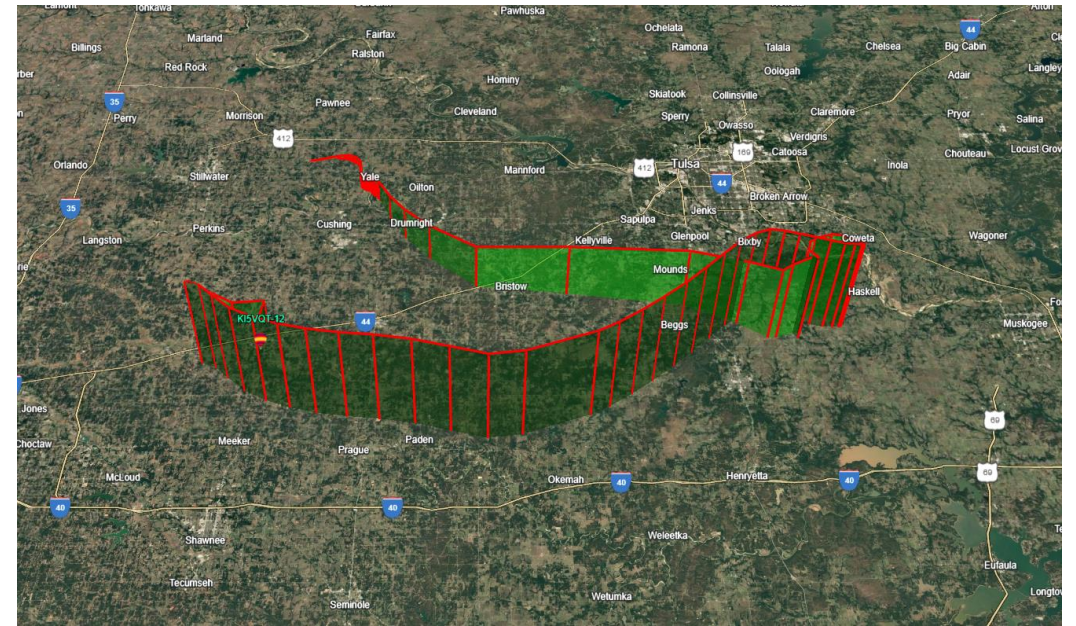 Tonkawa
Pawhuska
Fairfax
Marland
Billings
Ralston
Ochelata
Ramona
Talala
Chelsea
44
Big Cabin
Red Rock
Hominy
Oologah
Adair
Langley
35
Perry
Pawnee
Cleveland
Skiatook
Collinsville
Morrison
Sperry
Claremore
Pryor
Salina
Owasso
412
Verdigris
169
Catoosa
Chouteau
Locust Grov
Orlando
Stillwater
Yale
Oilton
Mannford
412
Tulsa
Inola
44
Broken Arrow
35
Perkins
Cushing
Drumright
Sapulpa
Jenks
Langston
Kellyville
Glenpool
Bixby
Coweta
Wagoner
Mounds
Bristow
Haskell
KI5VQT-12
44
Beggs
Muskogee
Jones
Choctaw
Meeker
Paden
Prague
69
McLoud
Okemah
40
Henryetta
40
69
40
40
Shawnee
Weleetka
Eufaula
Tecumseh
Seminole
Wetumka
Longtow